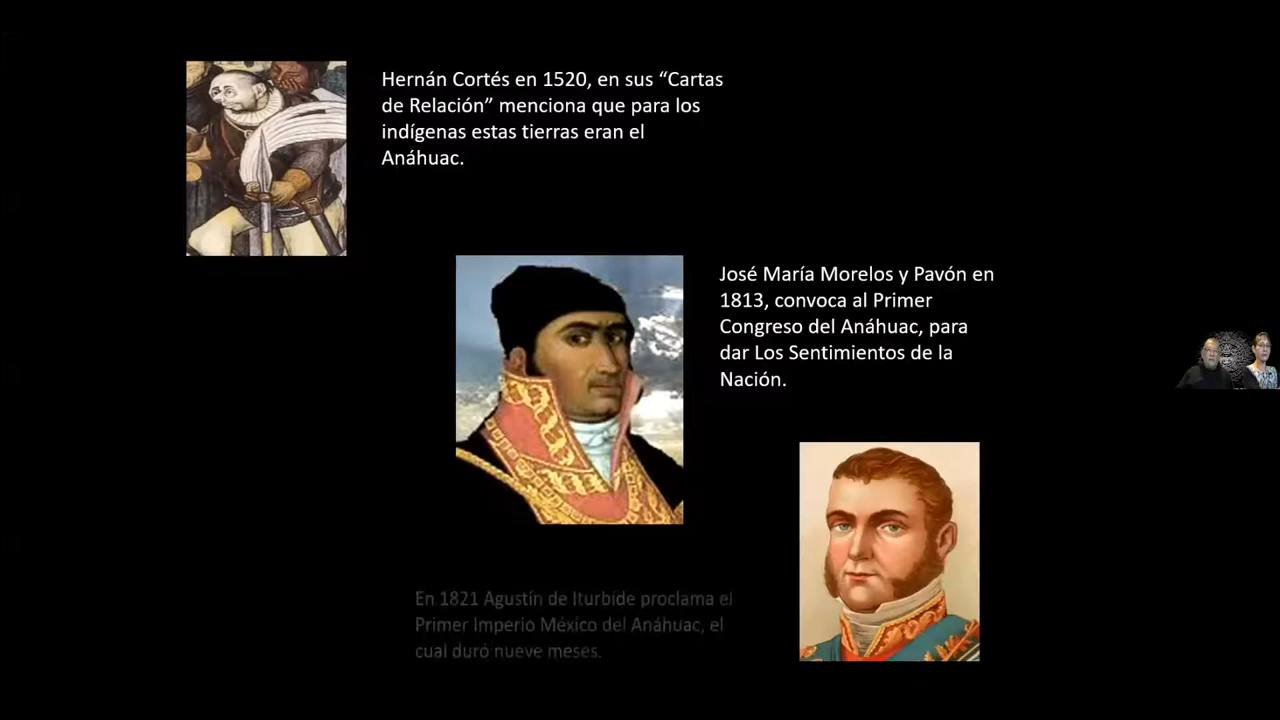 Hernán Cortés en 1520, en sus “Cartas
de Relación” menciona que para los
indígenas estas tierras eran el
Anáhuac.
José María Morelos y Pavón en
1813, convoca al Primer
Congreso del Anáhuac, para
dar Los Sentimientos de la
Nación.
En 1821 Agustín de Iturbide proclama el
Primer Imperio México del Anáhuac, el
cual duró nueve meses.